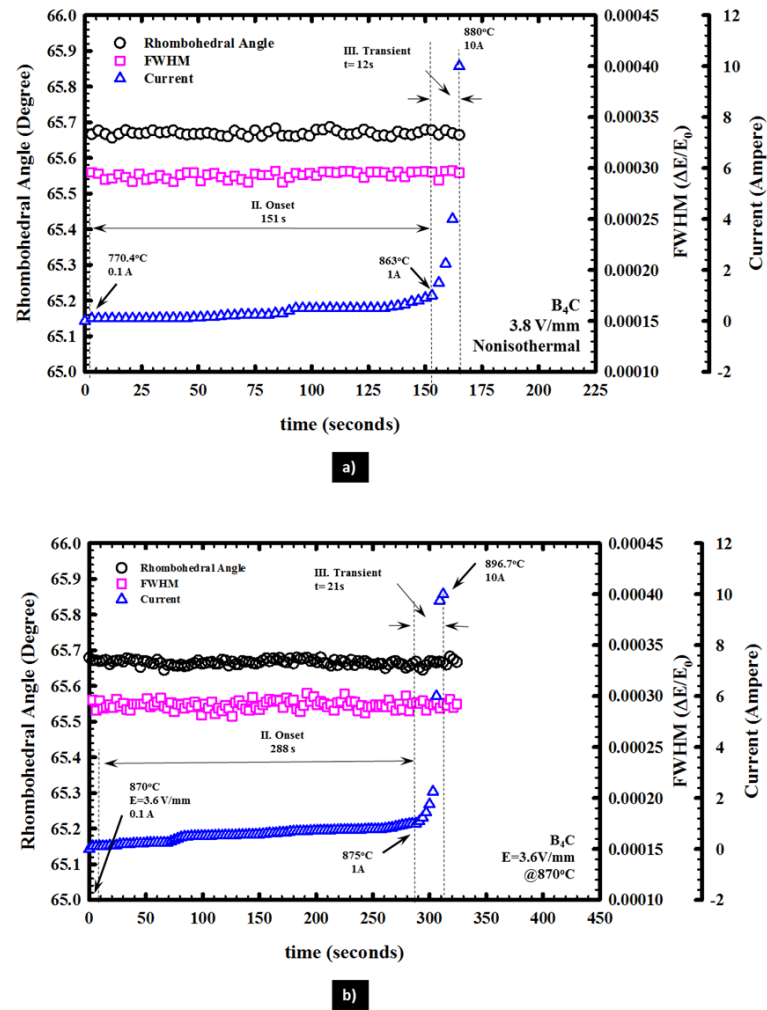 66.0
65.9
65.8
65.7
65.6
65.5
65.4
65.3
65.2
65.1
65.0
Rhombohedral Angle (Degree)
Rhombohedral Angle
FWHM
Current
III. Transient
t= 12s
880°C
10A
II. Onset
151 s
770.4°C
0.1 A
863°C
1A
B₄C
3.8 V/mm
Nonisothermal
0.00045
0.00040
0.00035
0.00030
0.00025
0.00020
0.00015
0.00010
FWHM (ΔE/E₀)
12
10
8
6
4
2
0
-2
Current (Ampere)
0 25 50 75 100 125 150 175 200 225
time (seconds)
a)
66.0
65.9
65.8
65.7
65.6
65.5
65.4
65.3
65.2
65.1
65.0
Rhombohedral Angle (Degree)
Rhombohedral Angle
FWHM
Current
III. Transient
t= 21s
896.7°C
10A
II. Onset
288 s
870°C
E=3.6 V/mm
0.1 A
875°C
1A
B₄C
E=3.6V/mm
@870°C
0.00045
0.00040
0.00035
0.00030
0.00025
0.00020
0.00015
0.00010
FWHM (ΔE/E₀)
12
10
8
6
4
2
0
-2
Current (Ampere)
0 50 100 150 200 250 300 350 400 450
time (seconds)
b)